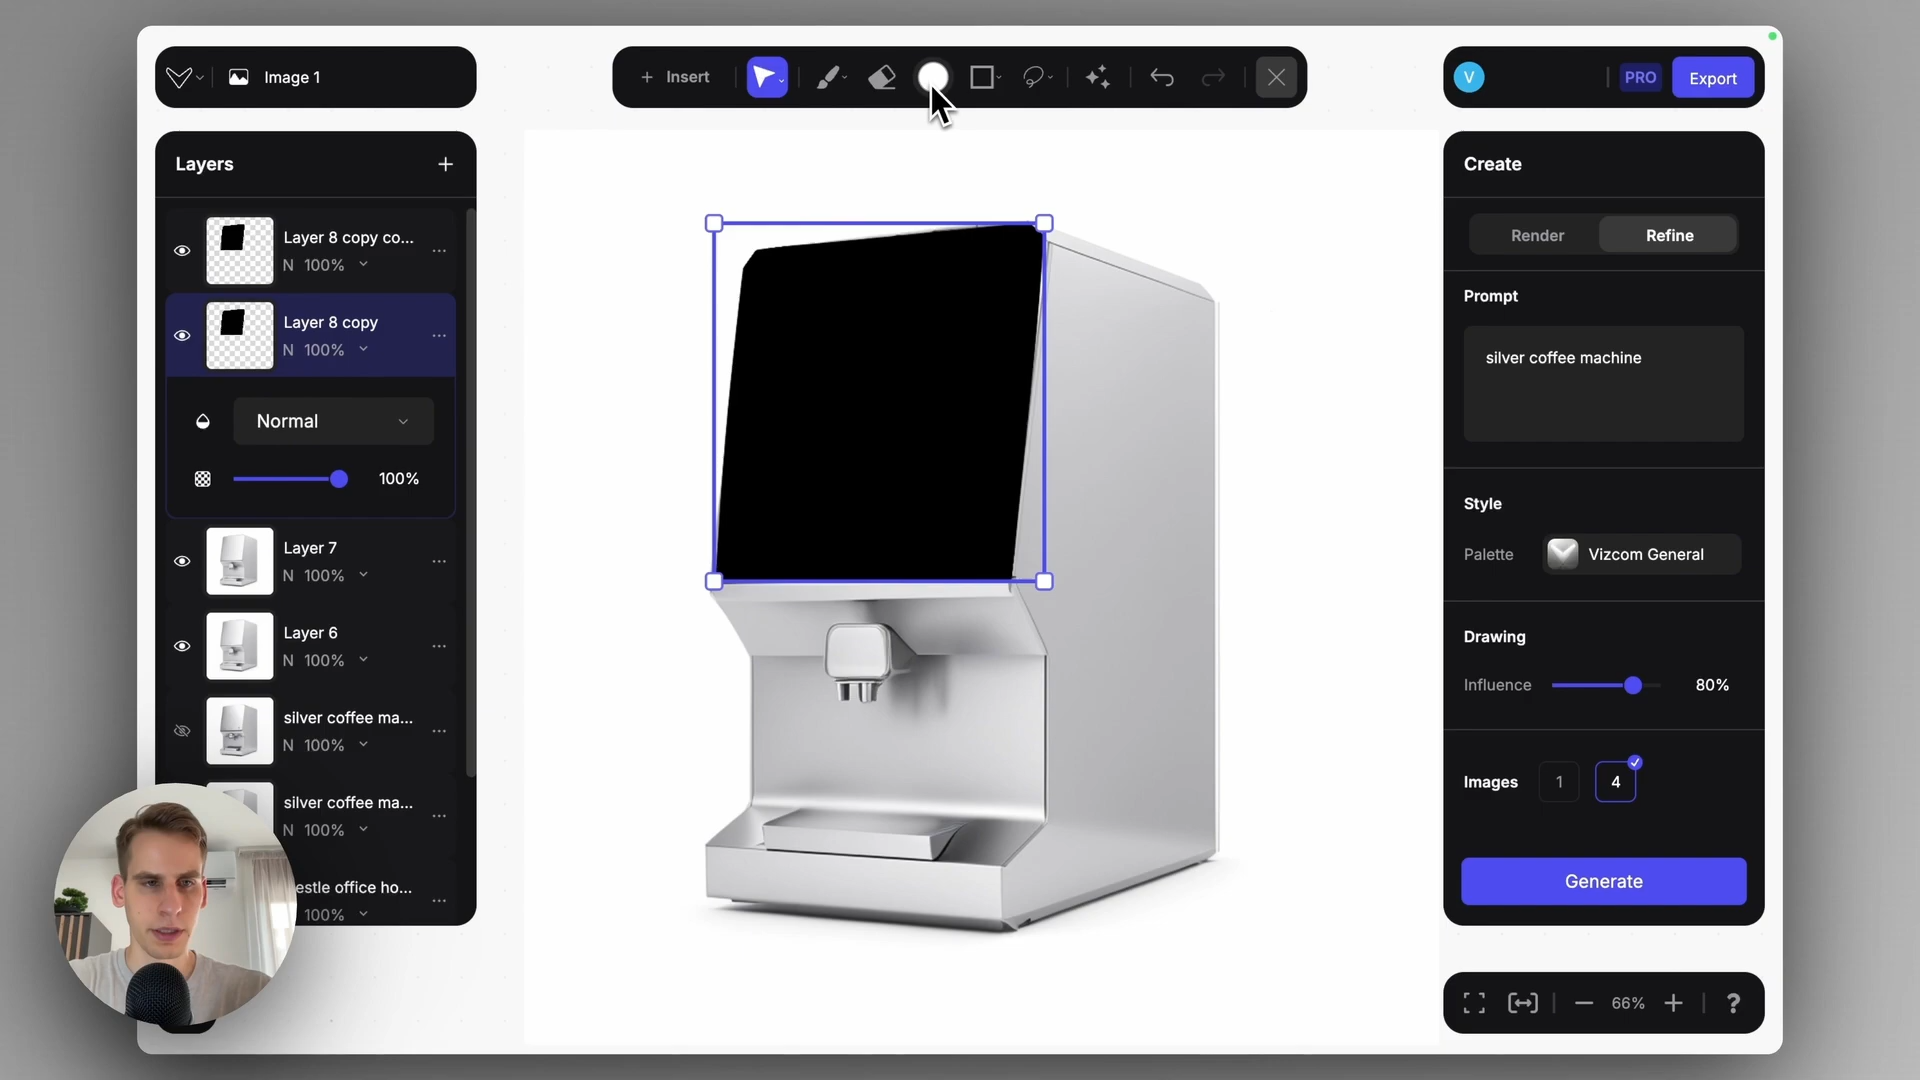 Image 1
Insert
V
PRO
Export
Layers
Layer 8 copy co...
N 100%
Layer 8 copy
N 100%
Normal
100%
Layer 7
N 100%
Layer 6
N 100%
silver coffee ma...
N 100%
silver coffee ma...
N 100%
estle office ho...
100%
Create
Render
Refine
Prompt
silver coffee machine
Style
Palette
Vizcom General
Drawing
Influence
80%
Images
1
4
Generate
66%
?